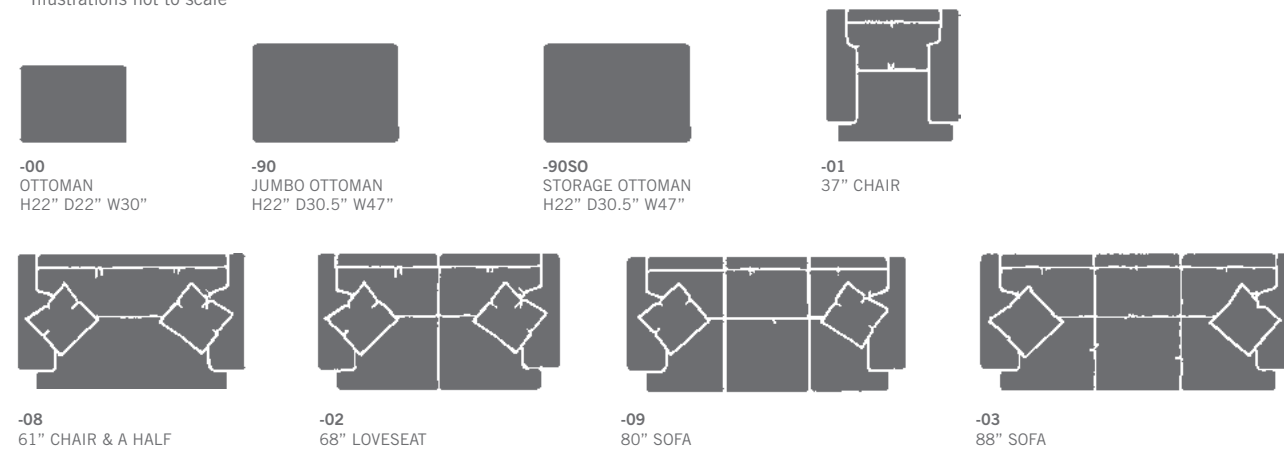 Illustrations not to scale
-00
OTTOMAN
H22” D22” W30”
-90
JUMBO OTTOMAN
H22” D30.5” W47”
-90SO
STORAGE OTTOMAN
H22” D30.5” W47”
-01
37” CHAIR
-08
61” CHAIR & A HALF
-02
68” LOVESEAT
-09
80” SOFA
-03
88” SOFA